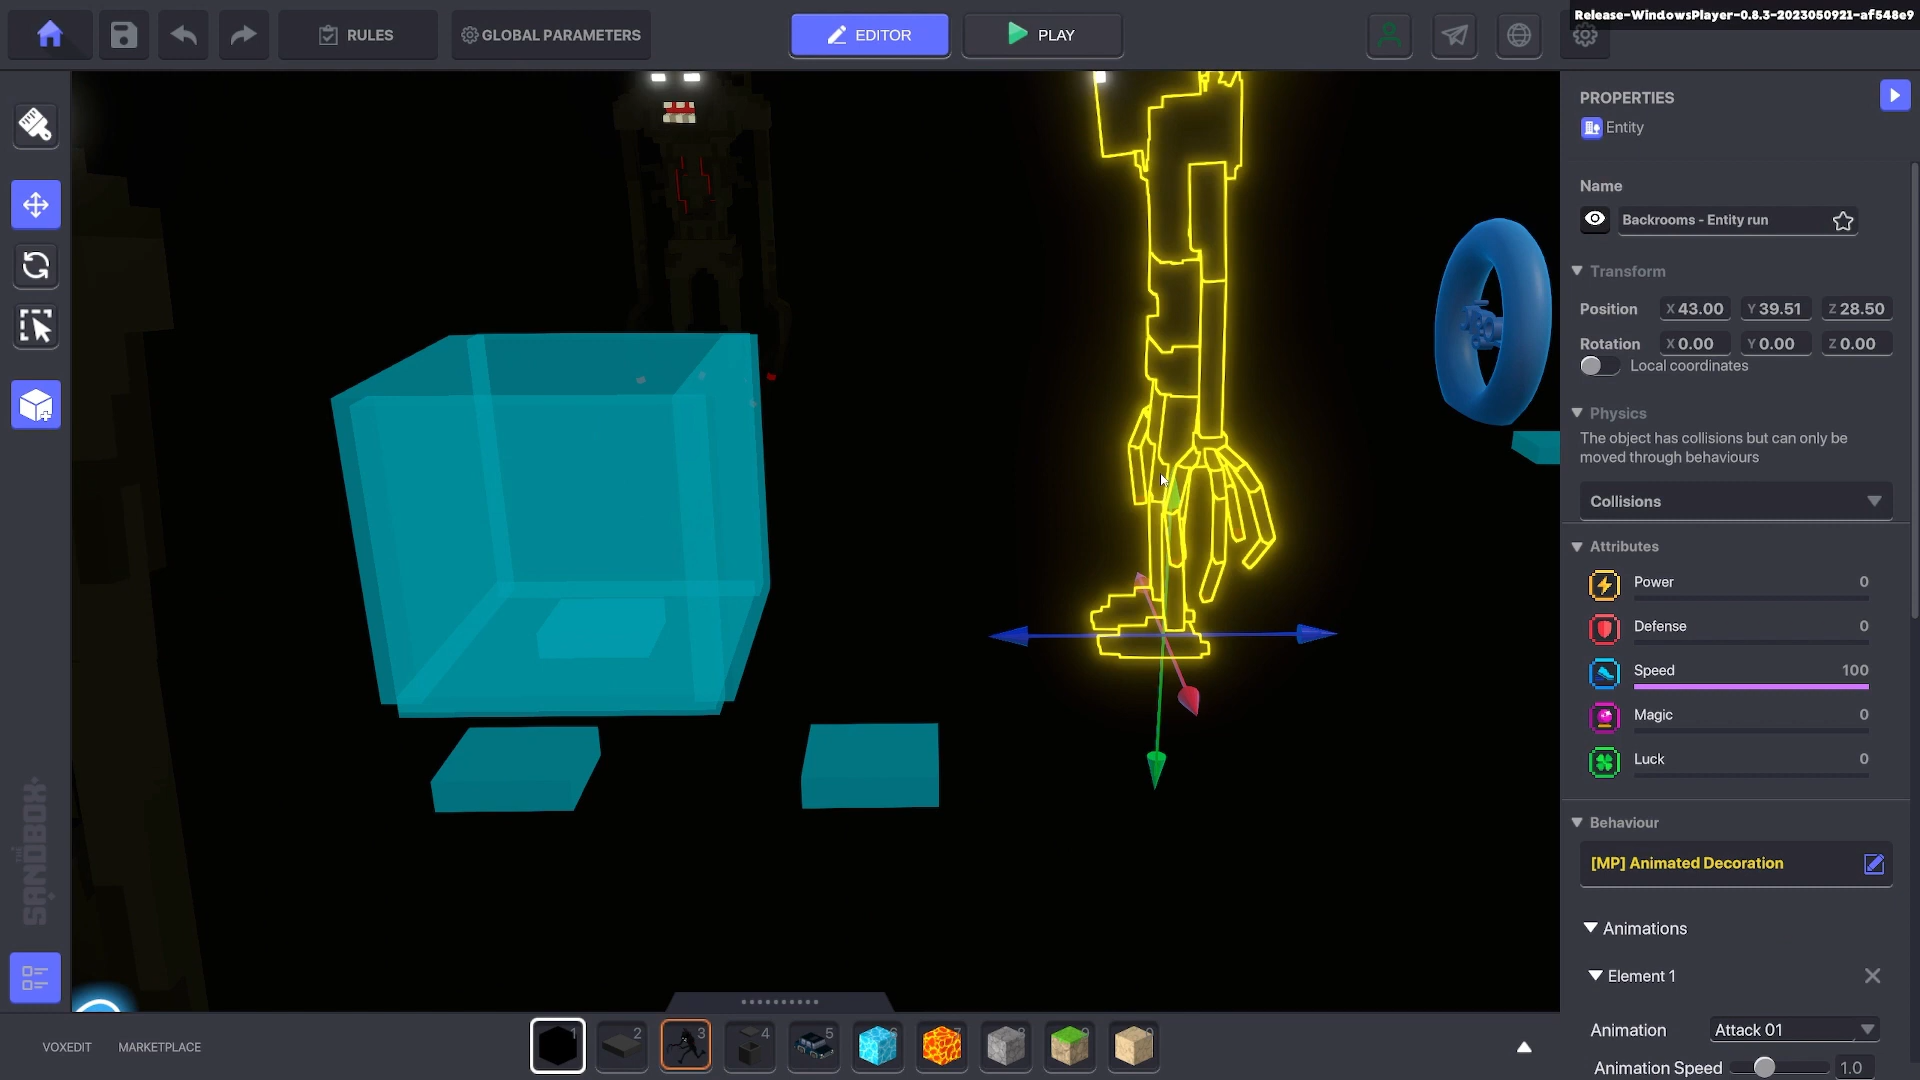 Release-WindowsPlayer-0.8.3-2023050921-af548e9
RULES
GLOBAL PARAMETERS
EDITOR
PLAY
PROPERTIES
Entity
Name
Backrooms - Entity run
Transform
Position X 43.00 Y 39.51 Z 28.50
Rotation X 0.00 Y 0.00 Z 0.00
Local coordinates
Physics
The object has collisions but can only be
moved through behaviours
Collisions
Attributes
Power 0
Defense 0
Speed 100
Magic 0
Luck 0
Behaviour
[MP] Animated Decoration
Animations
Element 1
Animation Attack 01
Animation Speed 1.0
THE SANDBOX
VOXEDIT
MARKETPLACE
1 2 3 4 5